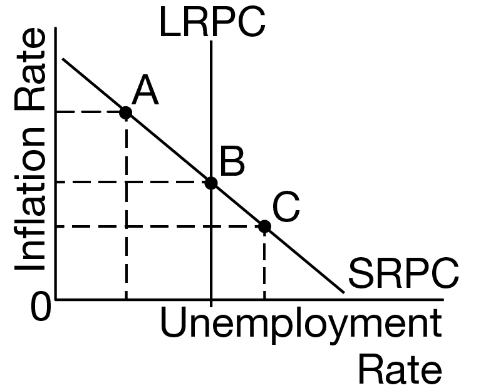 LRPC
Inflation Rate
A
B
C
SRPC
0
Unemployment
Rate